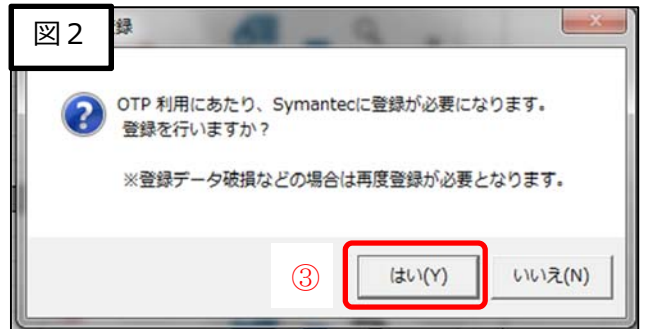 図２
録
OTP 利用にあたり、Symantecに登録が必要になります。
登録を行いますか？
※登録データ破損などの場合は再度登録が必要となります。
③
はい(Y)
いいえ(N)